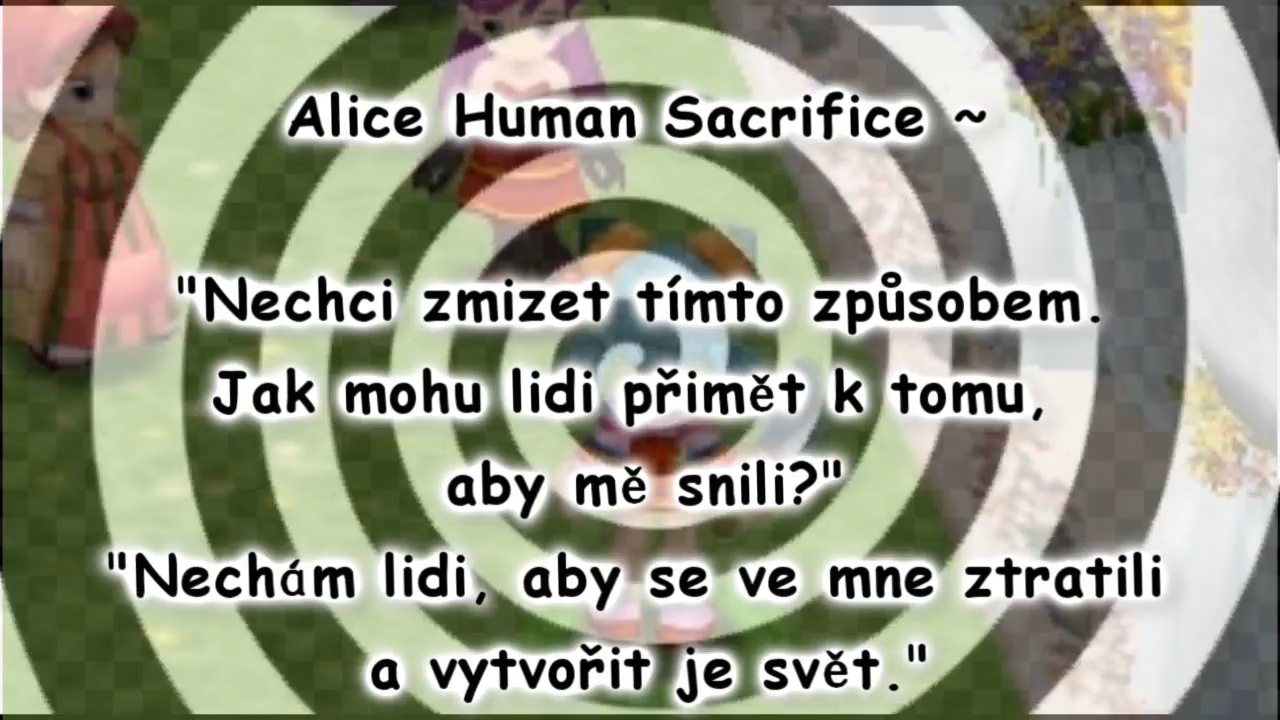 Alice Human Sacrifice ~
"Nechci zmizet tímto způsobem.
Jak mohu lidi přimět k tomu,
aby mě snili?"
"Nechám lidi, aby se ve mne ztratili
a vytvořit je svět."